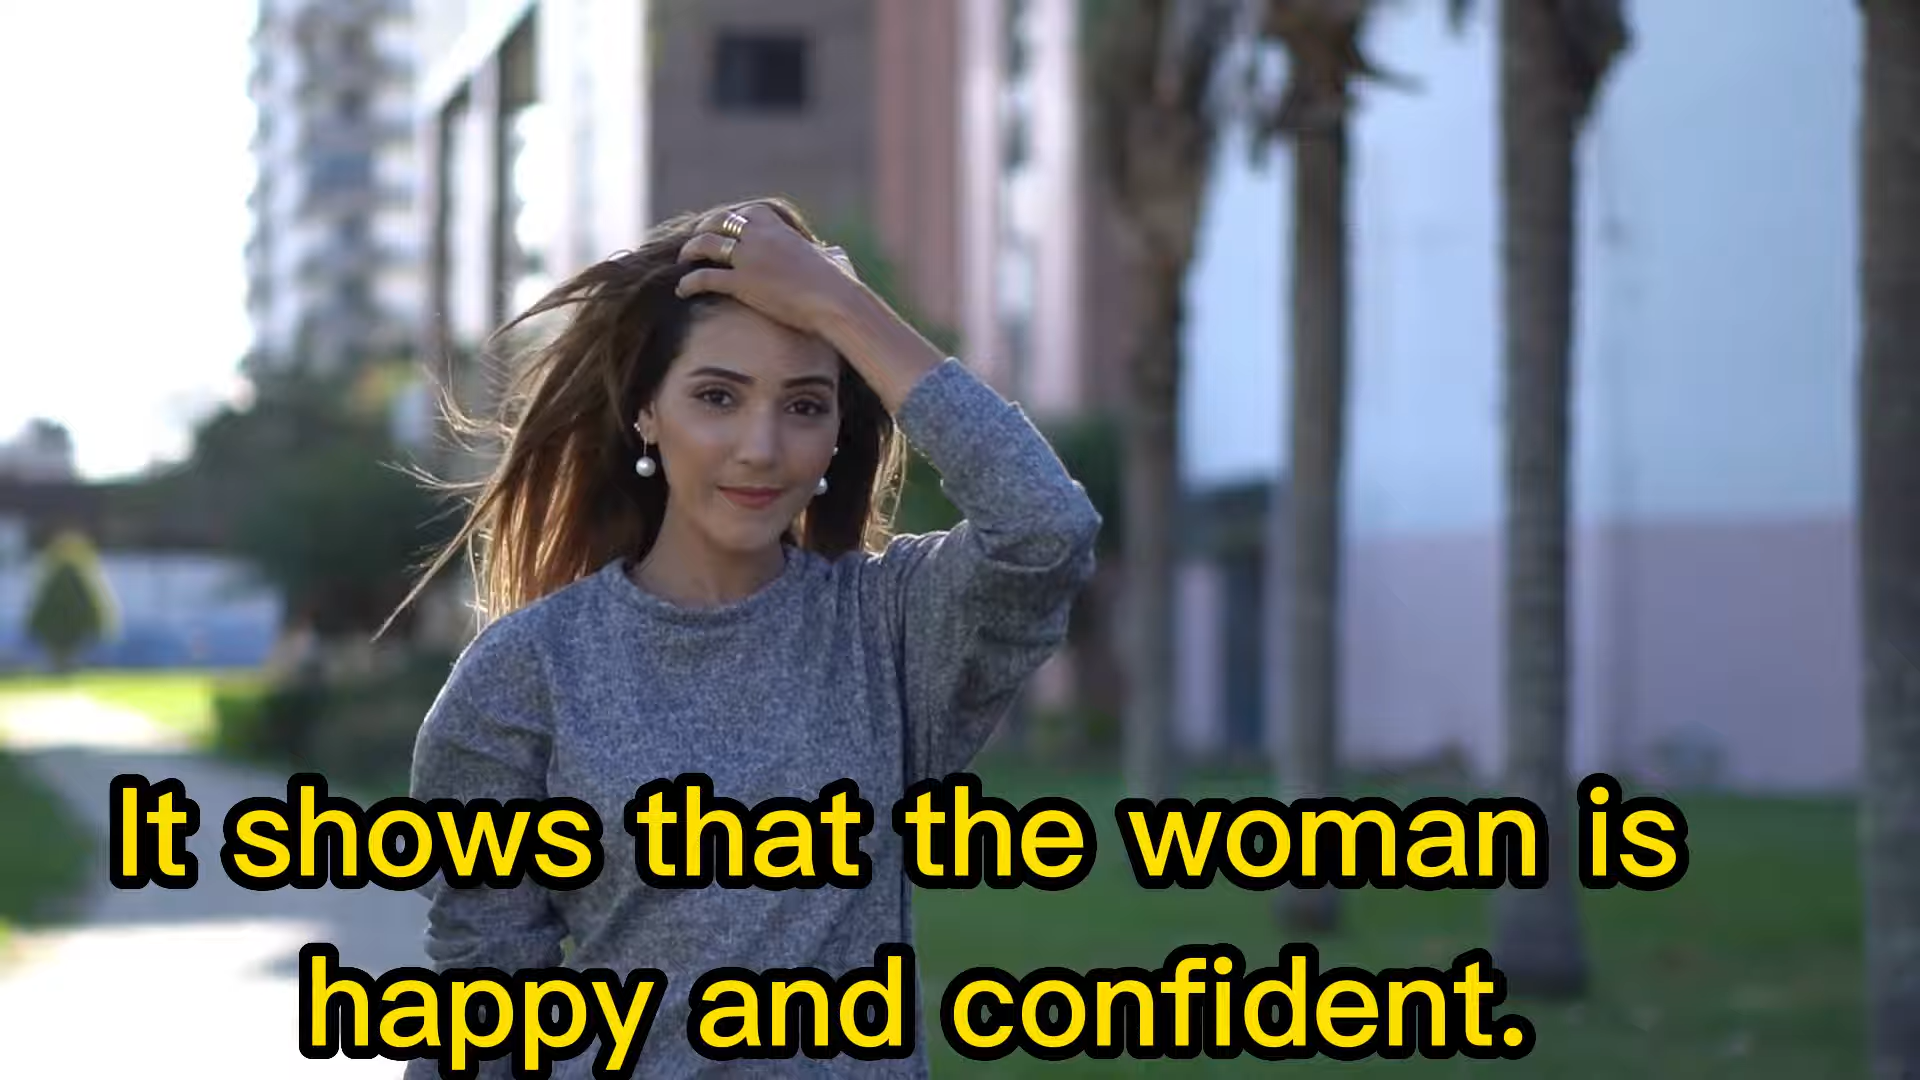 It shows that the woman is
happy and confident.